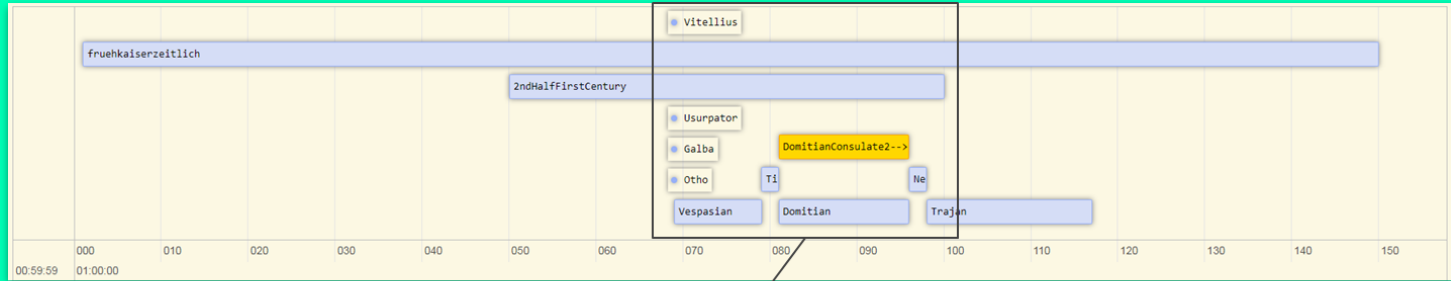 Vitellius
fruehkaiserzeitlich
2ndHalfFirstCentury
Usurpator
Galba
DomitianConsulate2-->
Otho
Ti
Ne
Vespasian
Domitian
Trajan
000 010 020 030 040 050 060 070 080 090 100 110 120 130 140 150
00:59:59 01:00:00